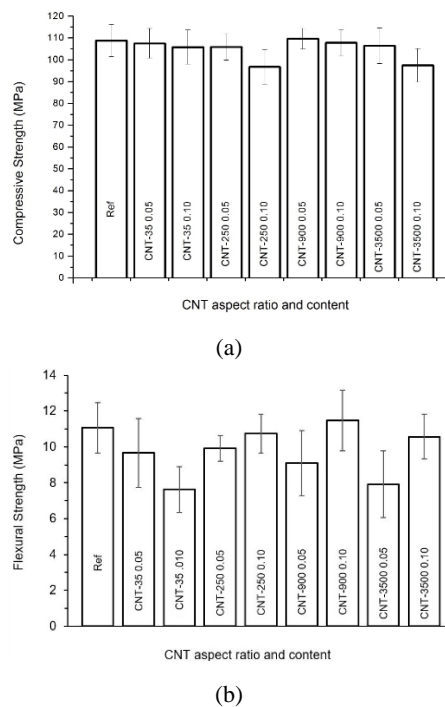 120
110
100
90
80
70
60
50
40
30
20
10
0
Compressive Strength (MPa)
Ref
CNT-35 0.05
CNT-35 0.10
CNT-250 0.05
CNT-250 0.10
CNT-900 0.05
CNT-900 0.10
CNT-3500 0.05
CNT-3500 0.10
CNT aspect ratio and content
(a)
14
12
10
8
6
4
2
0
Flexural Strength (MPa)
Ref
CNT-35 0.05
CNT-35 .010
CNT-250 0.05
CNT-250 0.10
CNT-900 0.05
CNT-900 0.10
CNT-3500 0.05
CNT-3500 0.10
CNT aspect ratio and content
(b)